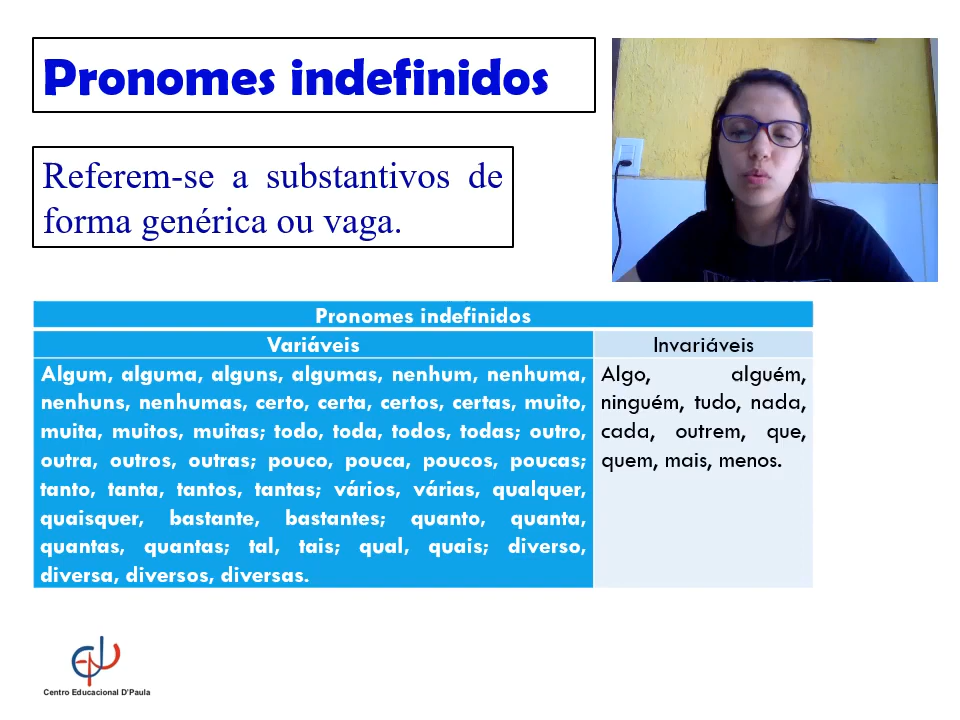 Pronomes indefinidos
Referem-se a substantivos de
forma genérica ou vaga.
Pronomes indefinidos
Variáveis
Invariáveis
Algum, alguma, alguns, algumas, nenhum, nenhuma,
nenhuns, nenhumas, certo, certa, certos, certas, muito,
muita, muitos, muitas; todo, toda, todos, todas; outro,
outra, outros, outras; pouco, pouca, poucos, poucas;
tanto, tanta, tantos, tantas; vários, várias, qualquer,
quaisquer, bastante, bastantes; quanto, quanta,
quantas, quantas; tal, tais; qual, quais; diverso,
diversa, diversos, diversas.
Algo, alguém,
ninguém, tudo, nada,
cada, outrem, que,
quem, mais, menos.
Centro Educacional D'Paula